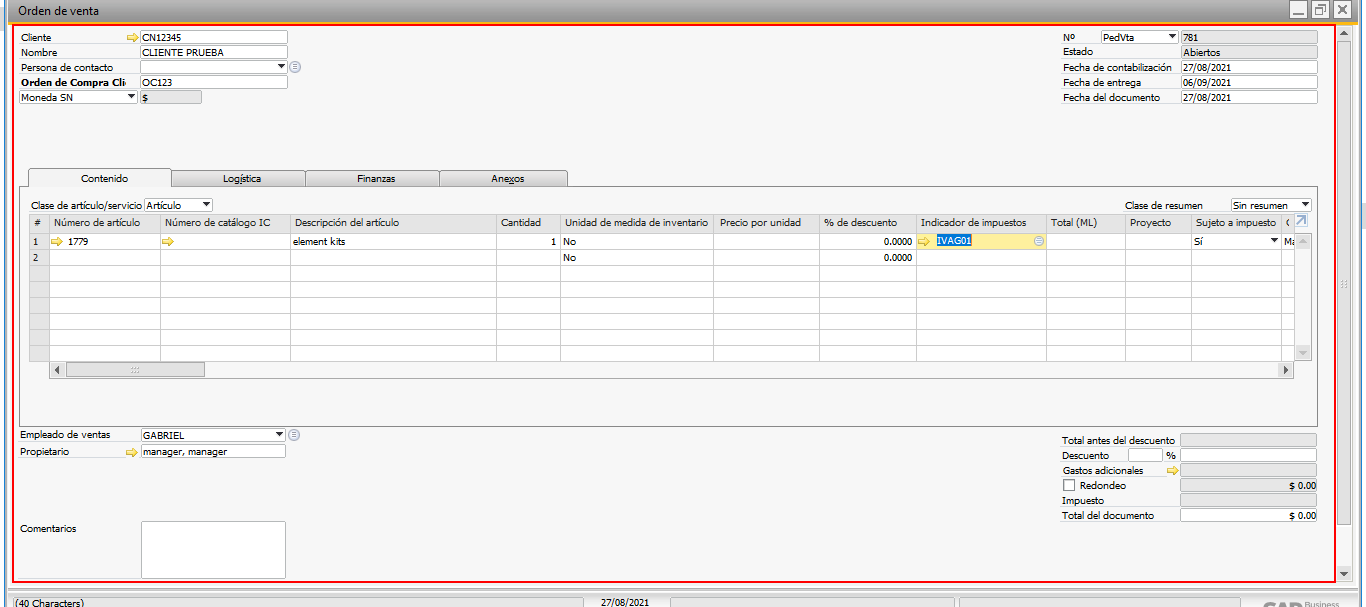 Orden de venta
Cliente CN12345 Nº PedVta 781
Nombre CLIENTE PRUEBA Estado Abiertos
Persona de contacto Fecha de contabilización 27/08/2021
Orden de Compra Cli OC123 Fecha de entrega 06/09/2021
Moneda SN $ Fecha del documento 27/08/2021
Contenido Logística Finanzas Anexos
Clase de artículo/servicio Artículo Clase de resumen Sin resumen
# Número de artículo Número de catálogo IC Descripción del artículo Cantidad Unidad de medida de inventario Precio por unidad % de descuento Indicador de impuestos Total (ML) Proyecto Sujeto a impuesto
1 1779 element kits 1 No 0.0000 IVAG01 Sí Ma
2 No 0.0000
Empleado de ventas GABRIEL Total antes del descuento
Propietario manager, manager Descuento %
Gastos adicionales
Redondeo $ 0.00
Impuesto
Total del documento $ 0.00
Comentarios
(40 Characters) 27/08/2021 Business